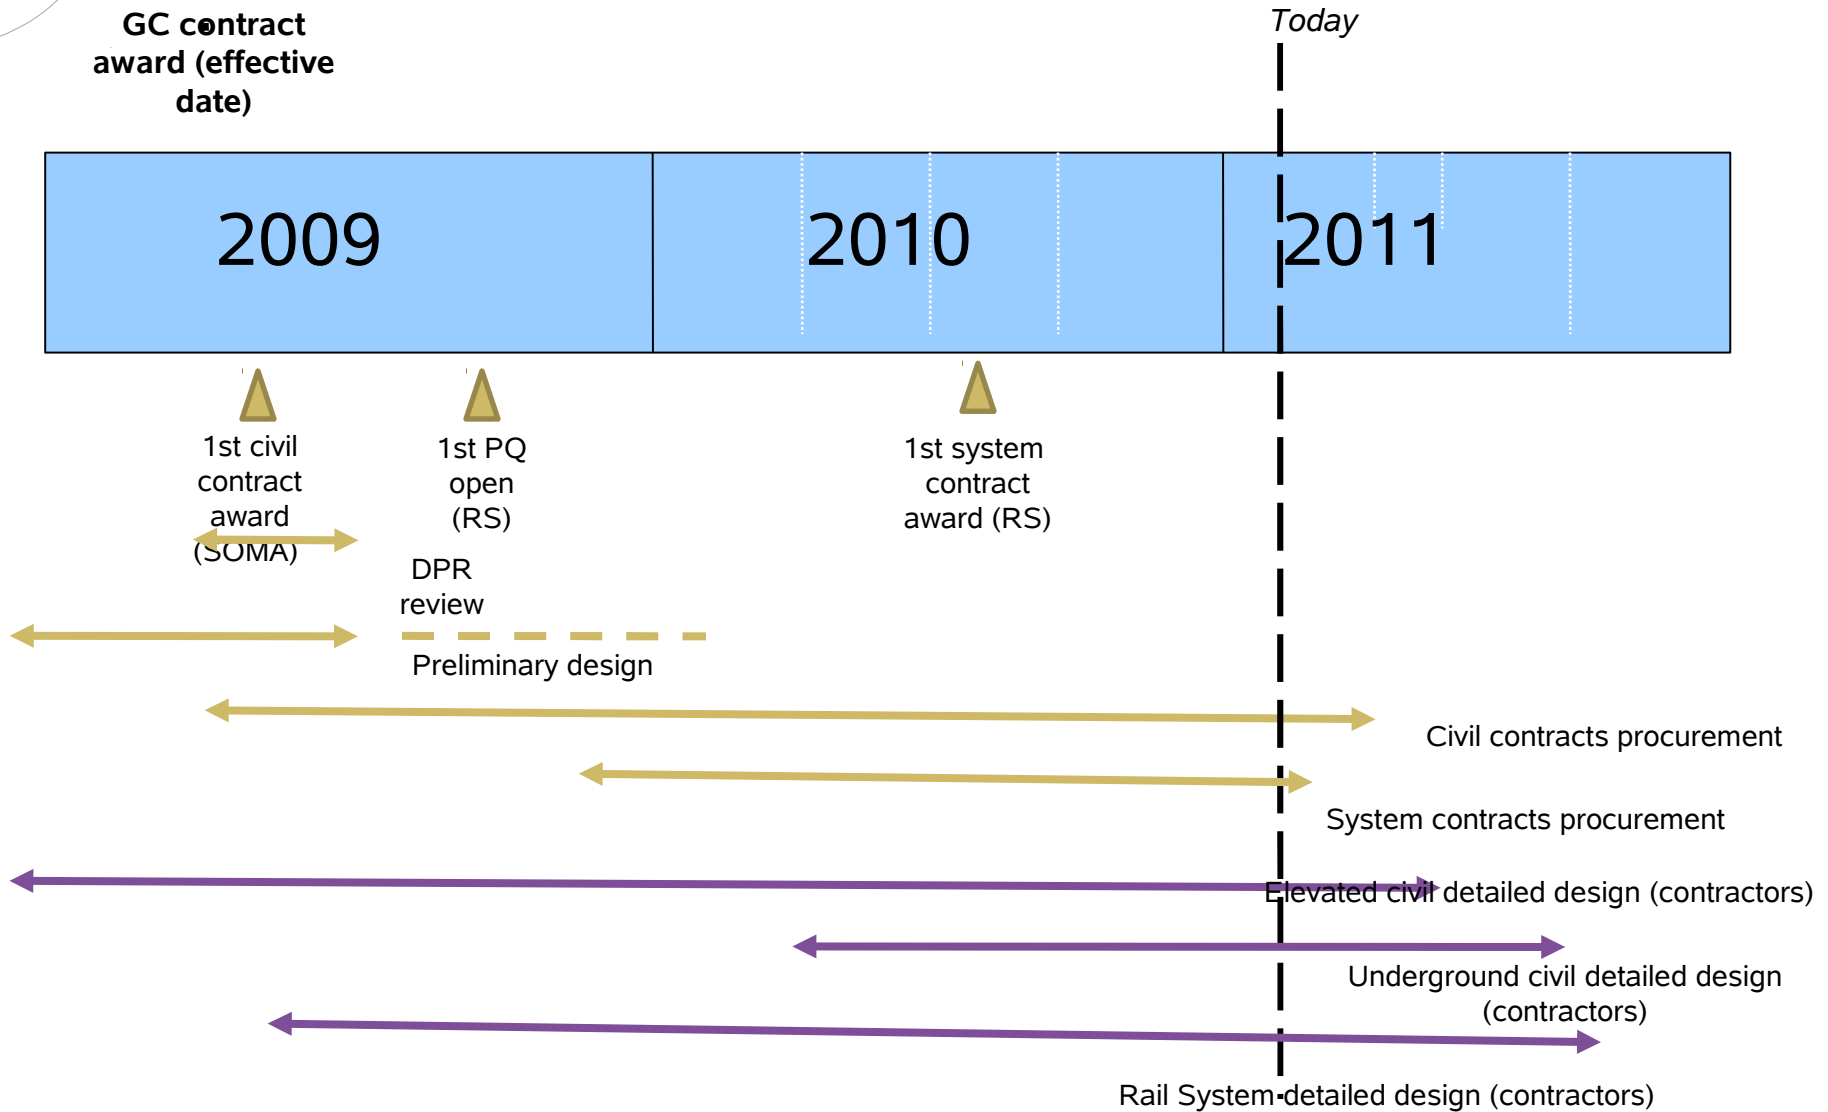 Today
GC contract
award (effective
date)
2009
2010
2011
1st civil
contract
award
(SOMA)
1st PQ
open
(RS)
1st system
contract
award (RS)
DPR
review
Preliminary design
Civil contracts procurement
System contracts procurement
Elevated civil detailed design (contractors)
Underground civil detailed design
(contractors)
Rail System detailed design (contractors)